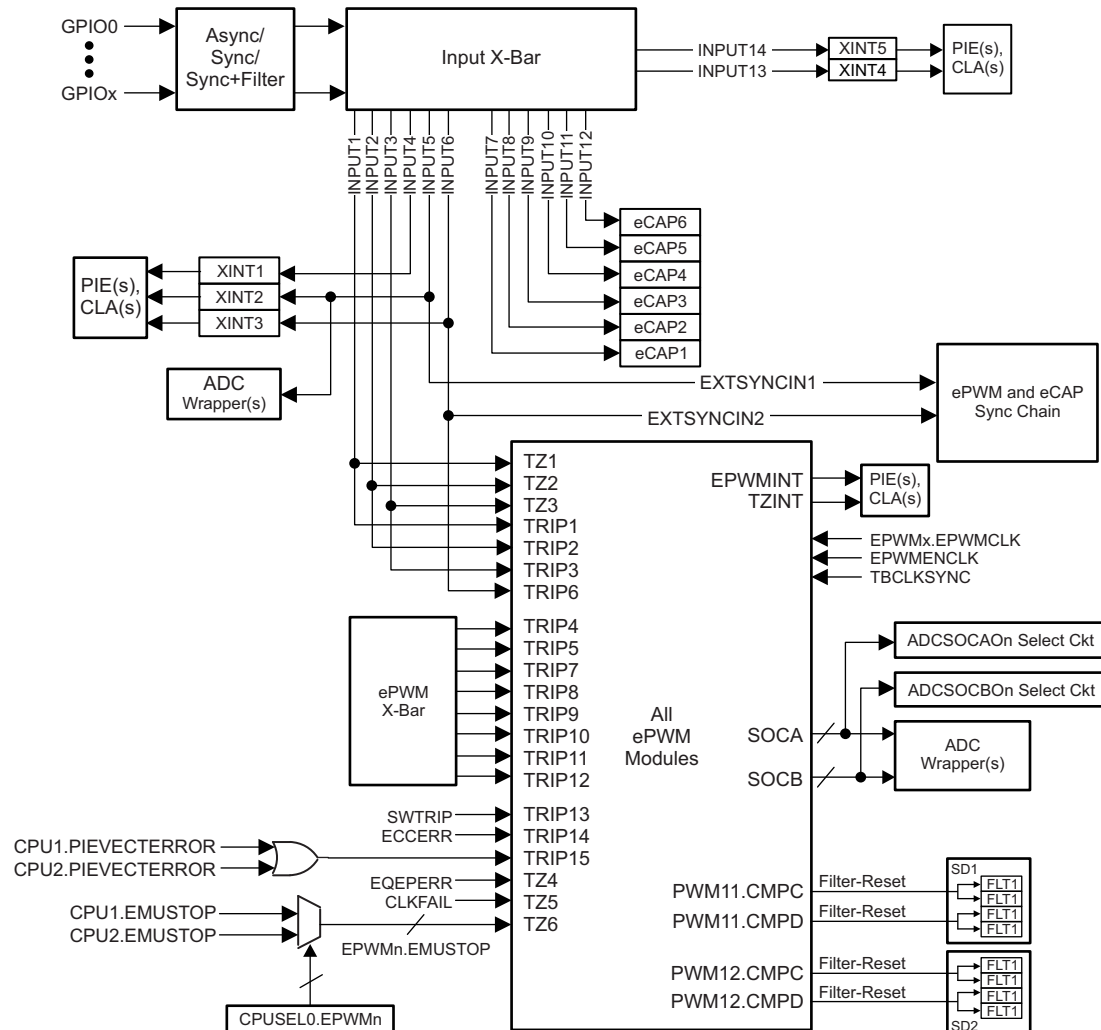 GPIO0
GPIOx
Async/
Sync/
Sync+Filter
Input X-Bar
INPUT14
INPUT13
XINT5
XINT4
PIE(s),
CLA(s)
INPUT1
INPUT2
INPUT3
INPUT4
INPUT5
INPUT6
INPUT7
INPUT8
INPUT9
INPUT10
INPUT11
INPUT12
eCAP6
eCAP5
eCAP4
eCAP3
eCAP2
eCAP1
PIE(s),
CLA(s)
XINT1
XINT2
XINT3
ADC
Wrapper(s)
EXTSYNCIN1
EXTSYNCIN2
ePWM and eCAP
Sync Chain
TZ1
TZ2
TZ3
TRIP1
TRIP2
TRIP3
TRIP6
EPWMINT
TZINT
PIE(s),
CLA(s)
EPWMx.EPWMCLK
EPWMENCLK
TBCLKSYNC
ePWM
X-Bar
TRIP4
TRIP5
TRIP7
TRIP8
TRIP9
TRIP10
TRIP11
TRIP12
All
ePWM
Modules
SOCA
SOCB
ADCSOCAOn Select Ckt
ADCSOCBOn Select Ckt
ADC
Wrapper(s)
SWTRIP
ECCERR
TRIP13
TRIP14
TRIP15
CPU1.PIEVECTERROR
CPU2.PIEVECTERROR
EQEPERR
CLKFAIL
TZ4
TZ5
TZ6
CPU1.EMUSTOP
CPU2.EMUSTOP
EPWMn.EMUSTOP
CPUSEL0.EPWMn
PWM11.CMPC
PWM11.CMPD
PWM12.CMPC
PWM12.CMPD
Filter-Reset
Filter-Reset
Filter-Reset
Filter-Reset
SD1
FLT1
FLT1
FLT1
FLT1
FLT1
FLT1
FLT1
FLT1
SD2